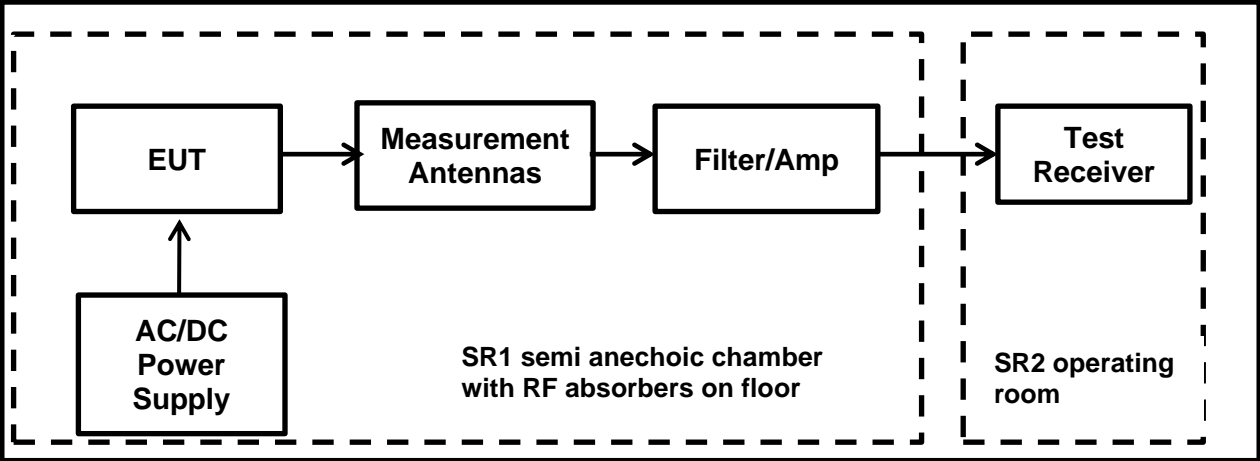 EUT
Measurement
Antennas
Filter/Amp
Test
Receiver
AC/DC
Power
Supply
SR1 semi anechoic chamber
with RF absorbers on floor
SR2 operating
room